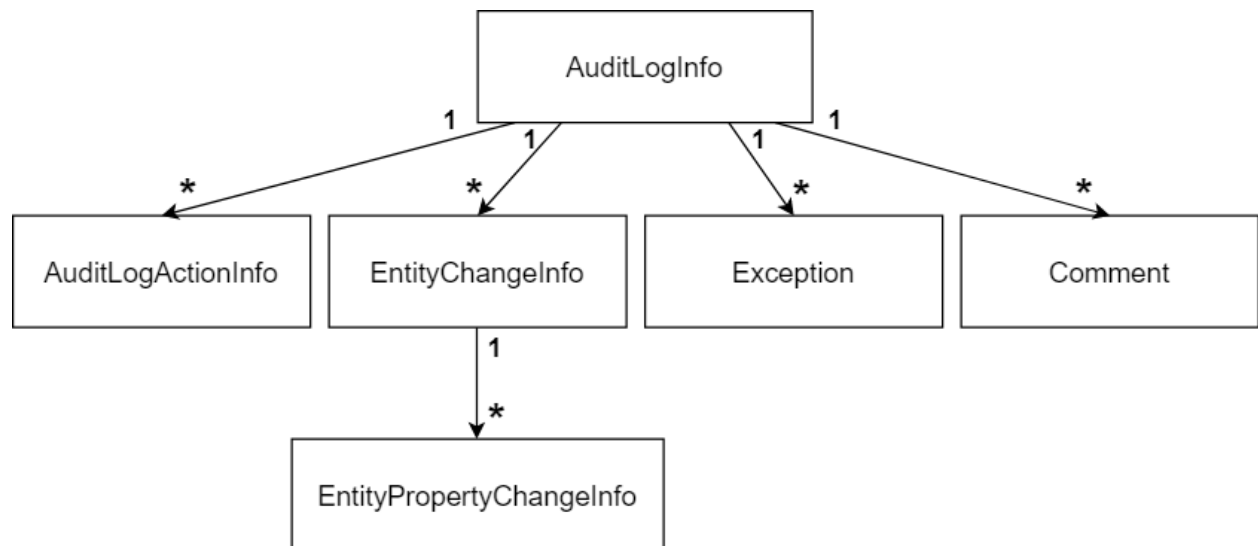 AuditLogInfo
1
1
1
1
*
*
*
*
AuditLogActionInfo
EntityChangeInfo
Exception
Comment
1
*
EntityPropertyChangeInfo